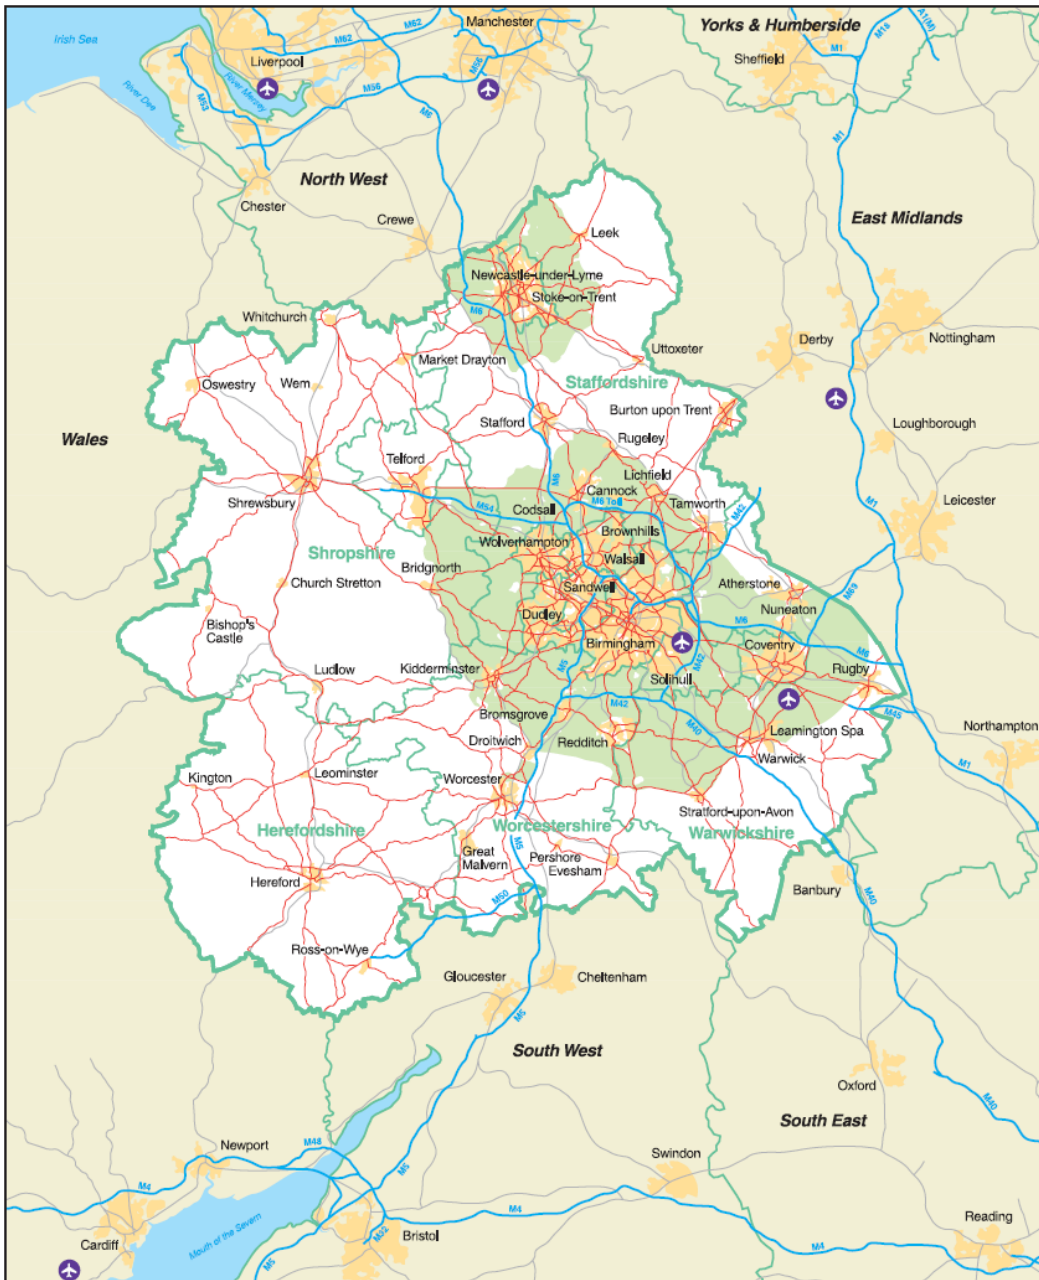 Irish Sea
M62
M62
Manchester
Yorks & Humberside
M1
M18
A1(M)
Liverpool
Sheffield
River Dee
River Mersey
M53
M56
M56
M6
M1
North West
Chester
Crewe
East Midlands
Leek
Newcastle-under-Lyme
Stoke-on-Trent
M6
Whitchurch
Market Drayton
Uttoxeter
Derby
Nottingham
Oswestry
Wem
Staffordshire
Stafford
Burton upon Trent
Loughborough
Wales
Rugeley
Telford
Lichfield
M6
Cannock
Tamworth
Leicester
Shrewsbury
M54
Codsall
M6 Toll
M42
M1
Brownhills
Wolverhampton
Shropshire
Walsall
Bridgnorth
Church Stretton
Sandwell
Atherstone
M69
Nuneaton
Dudley
Bishop's
Castle
Birmingham
M6
Coventry
M6
Ludlow
Kidderminster
M5
M42
Solihull
Rugby
Bromsgrove
M42
M45
Redditch
M40
Leamington Spa
Northampton
Droitwich
Warwick
Kington
Leominster
Worcester
M1
Stratford-upon-Avon
Herefordshire
Worcestershire
Warwickshire
M5
Great
Malvern
Pershore
Evesham
Hereford
Banbury
M50
M40
Ross-on-Wye
Gloucester
Cheltenham
M5
South West
Oxford
M40
South East
Newport
M48
Swindon
M5
M4
M4
Reading
Cardiff
Mouth of the Severn
M32
Bristol
M4
M5